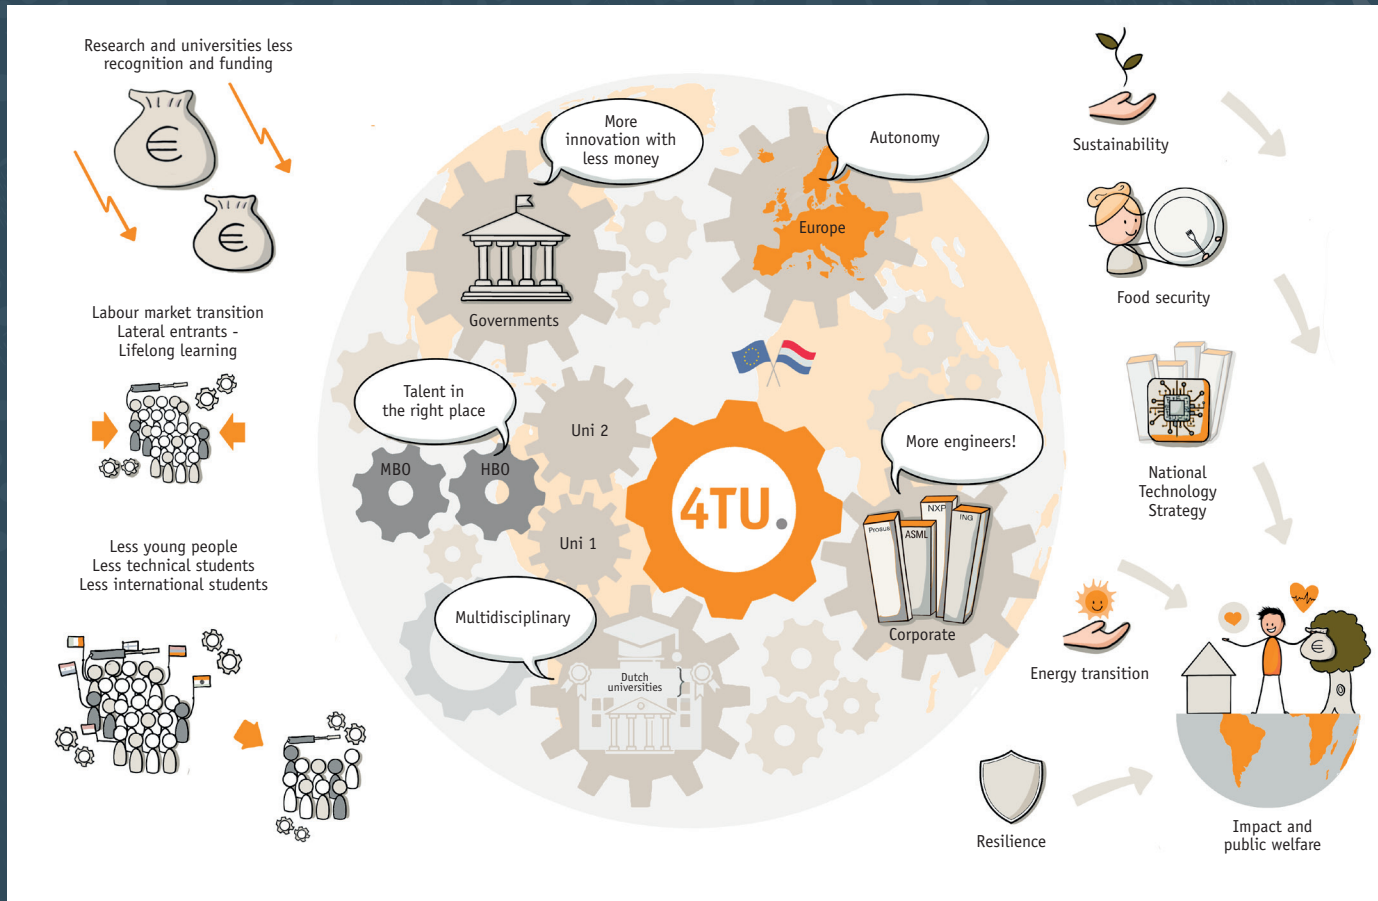 Research and universities less
recognition and funding
€
€
Labour market transition
Lateral entrants -
Lifelong learning
Less young people
Less technical students
Less international students
More
innovation with
less money
Governments
Autonomy
Europe
Talent in
the right place
MBO
HBO
Uni 2
Uni 1
4TU.
More engineers!
Prosus
ASML
NXP
ING
Corporate
Multidisciplinary
Dutch
universities
Sustainability
Food security
National
Technology
Strategy
Energy transition
€
Resilience
Impact and
public welfare